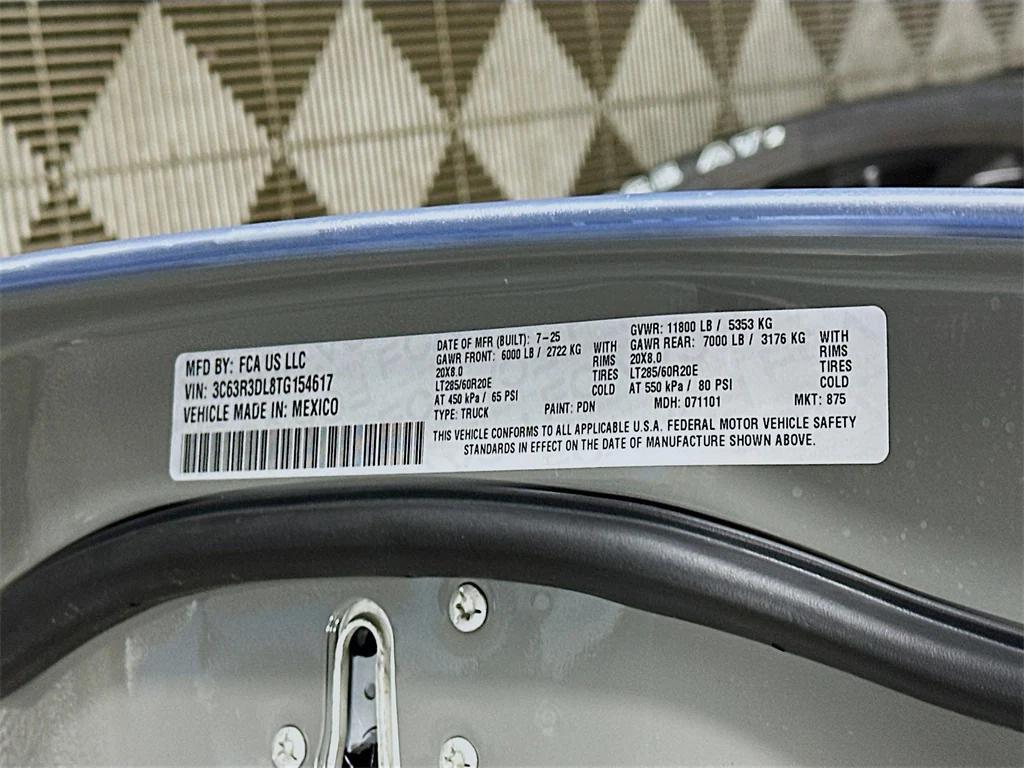 MFD BY: FCA US LLC
VIN: 3C63R3DL8TG154617
VEHICLE MADE IN: MEXICO
DATE OF MFR (BUILT): 7-25
GAWR FRONT: 6000 LB / 2722 KG
20X8.0
LT285/60R20E
AT 450 kPa / 65 PSI
WITH
RIMS
TIRES
COLD
TYPE: TRUCK
PAINT: PDN
GVWR: 11800 LB / 5353 KG
GAWR REAR: 7000 LB / 3176 KG
20X8.0
LT285/60R20E
AT 550 kPa / 80 PSI
WITH
RIMS
TIRES
COLD
MDH: 071101
MKT: 875
THIS VEHICLE CONFORMS TO ALL APPLICABLE U.S.A. FEDERAL MOTOR VEHICLE SAFETY
STANDARDS IN EFFECT ON THE DATE OF MANUFACTURE SHOWN ABOVE.